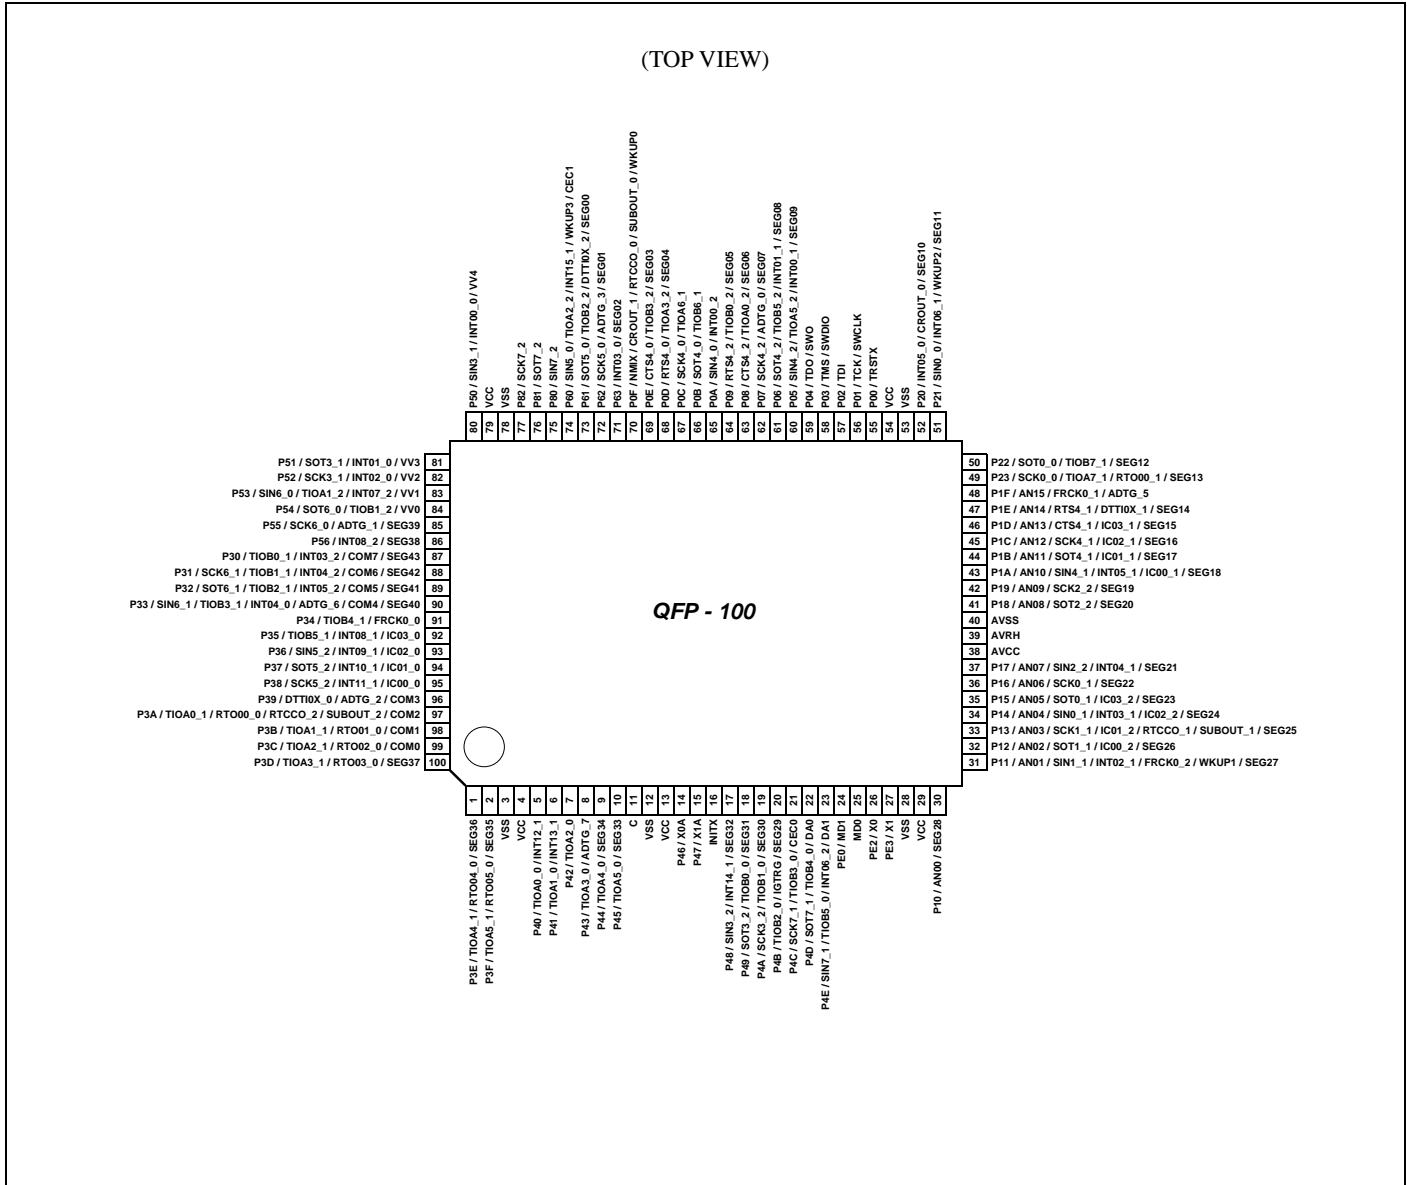 (TOP VIEW)
P50 / SIN3_1 / INT00_0 / VV4
VCC
VSS
P82 / SCK7_2
P81 / SOT7_2
P80 / SIN7_2
P60 / SIN5_0 / TIOA2_2 / INT15_1 / WKUP3 / CEC1
P61 / SOT5_0 / TIOB2_2 / DTTI0X_2 / SEG00
P62 / SCK5_0 / ADTG_3 / SEG01
P63 / INT03_0 / SEG02
P0F / NMIX / CROUT_1 / RTCCO_0 / SUBOUT_0 / WKUP0
P0E / CTS4_0 / TIOB3_2 / SEG03
P0D / RTS4_0 / TIOA3_2 / SEG04
P0C / SCK4_0 / TIOA6_1
P0B / SOT4_0 / TIOB6_1
P0A / SIN4_0 / INT00_2
P09 / RTS4_2 / TIOB0_2 / SEG05
P08 / CTS4_2 / TIOA0_2 / SEG06
P07 / SCK4_2 / ADTG_0 / SEG07
P06 / SOT4_2 / TIOB5_2 / INT01_1 / SEG08
P05 / SIN4_2 / TIOA5_2 / INT00_1 / SEG09
P04 / TDO / SWO
P03 / TMS / SWDIO
P02 / TDI
P01 / TCK / SWCLK
P00 / TRSTX
VCC
VSS
P20 / INT05_0 / CROUT_0 / SEG10
P21 / SIN0_0 / INT06_1 / WKUP2 / SEG11
80 79 78 77 76 75 74 73 72 71 70 69 68 67 66 65 64 63 62 61 60 59 58 57 56 55 54 53 52 51
P51 / SOT3_1 / INT01_0 / VV3 81
P52 / SCK3_1 / INT02_0 / VV2 82
P53 / SIN6_0 / TIOA1_2 / INT07_2 / VV1 83
P54 / SOT6_0 / TIOB1_2 / VV0 84
P55 / SCK6_0 / ADTG_1 / SEG39 85
P56 / INT08_2 / SEG38 86
P30 / TIOB0_1 / INT03_2 / COM7 / SEG43 87
P31 / SCK6_1 / TIOB1_1 / INT04_2 / COM6 / SEG42 88
P32 / SOT6_1 / TIOB2_1 / INT05_2 / COM5 / SEG41 89
P33 / SIN6_1 / TIOB3_1 / INT04_0 / ADTG_6 / COM4 / SEG40 90
P34 / TIOB4_1 / FRCK0_0 91
P35 / TIOB5_1 / INT08_1 / IC03_0 92
P36 / SIN5_2 / INT09_1 / IC02_0 93
P37 / SOT5_2 / INT10_1 / IC01_0 94
P38 / SCK5_2 / INT11_1 / IC00_0 95
P39 / DTTI0X_0 / ADTG_2 / COM3 96
P3A / TIOA0_1 / RTO00_0 / RTCCO_2 / SUBOUT_2 / COM2 97
P3B / TIOA1_1 / RTO01_0 / COM1 98
P3C / TIOA2_1 / RTO02_0 / COM0 99
P3D / TIOA3_1 / RTO03_0 / SEG37 100
QFP - 100
50 P22 / SOT0_0 / TIOB7_1 / SEG12
49 P23 / SCK0_0 / TIOA7_1 / RTO00_1 / SEG13
48 P1F / AN15 / FRCK0_1 / ADTG_5
47 P1E / AN14 / RTS4_1 / DTTI0X_1 / SEG14
46 P1D / AN13 / CTS4_1 / IC03_1 / SEG15
45 P1C / AN12 / SCK4_1 / IC02_1 / SEG16
44 P1B / AN11 / SOT4_1 / IC01_1 / SEG17
43 P1A / AN10 / SIN4_1 / INT05_1 / IC00_1 / SEG18
42 P19 / AN09 / SCK2_2 / SEG19
41 P18 / AN08 / SOT2_2 / SEG20
40 AVSS
39 AVRH
38 AVCC
37 P17 / AN07 / SIN2_2 / INT04_1 / SEG21
36 P16 / AN06 / SCK0_1 / SEG22
35 P15 / AN05 / SOT0_1 / IC03_2 / SEG23
34 P14 / AN04 / SIN0_1 / INT03_1 / IC02_2 / SEG24
33 P13 / AN03 / SCK1_1 / IC01_2 / RTCCO_1 / SUBOUT_1 / SEG25
32 P12 / AN02 / SOT1_1 / IC00_2 / SEG26
31 P11 / AN01 / SIN1_1 / INT02_1 / FRCK0_2 / WKUP1 / SEG27
1 2 3 4 5 6 7 8 9 10 11 12 13 14 15 16 17 18 19 20 21 22 23 24 25 26 27 28 29 30
P3E / TIOA4_1 / RTO04_0 / SEG36
P3F / TIOA5_1 / RTO05_0 / SEG35
VSS
VCC
P40 / TIOA0_0 / INT12_1
P41 / TIOA1_0 / INT13_1
P42 / TIOA2_0
P43 / TIOA3_0 / ADTG_7
P44 / TIOA4_0 / SEG34
P45 / TIOA5_0 / SEG33
C
VSS
VCC
P46 / X0A
P47 / X1A
INITX
P48 / SIN3_2 / INT14_1 / SEG32
P49 / SOT3_2 / TIOB0_0 / SEG31
P4A / SCK3_2 / TIOB1_0 / SEG30
P4B / TIOB2_0 / IGTRG / SEG29
P4C / SCK7_1 / TIOB3_0 / CEC0
P4D / SOT7_1 / TIOB4_0 / DA0
P4E / SIN7_1 / TIOB5_0 / INT06_2 / DA1
PE0 / MD1
MD0
PE2 / X0
PE3 / X1
VSS
VCC
P10 / AN00 / SEG28